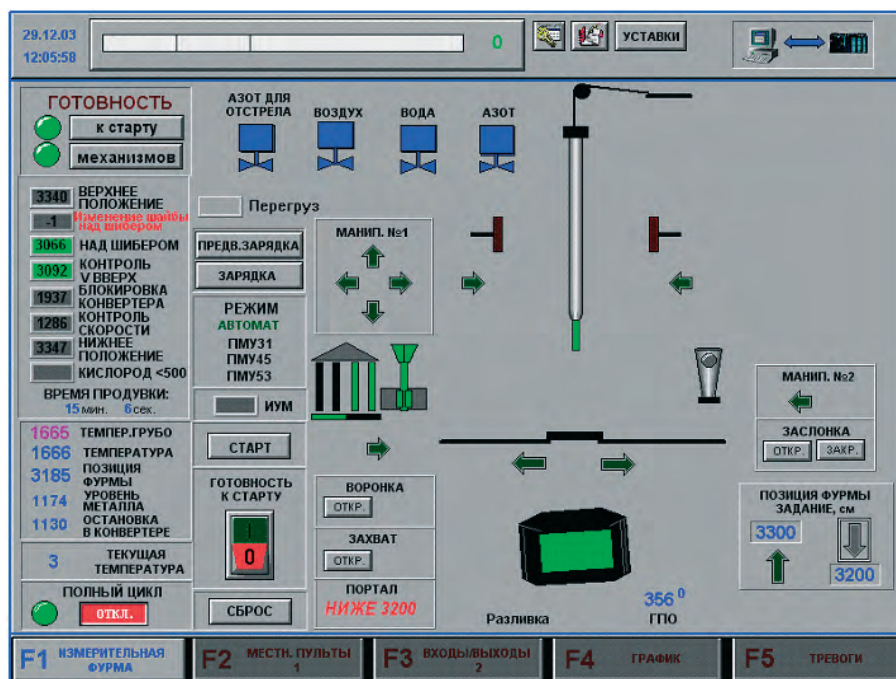 29.12.03
12:05:58
0
УСТАВКИ
ГОТОВНОСТЬ
к старту
механизмов
АЗОТ ДЛЯ
ОТСТРЕЛА
ВОЗДУХ
ВОДА
АЗОТ
3340 ВЕРХНЕЕ
ПОЛОЖЕНИЕ
-1 Изменение шайбы
над шибером
3066 НАД ШИБЕРОМ
3092 КОНТРОЛЬ
V ВВЕРХ
1937 БЛОКИРОВКА
КОНВЕРТЕРА
1286 КОНТРОЛЬ
СКОРОСТИ
3347 НИЖНЕЕ
ПОЛОЖЕНИЕ
КИСЛОРОД <500
ВРЕМЯ ПРОДУВКИ:
15 мин. 6 сек.
1665 ТЕМПЕР.ГРУБО
1666 ТЕМПЕРАТУРА
3185 ПОЗИЦИЯ
ФУРМЫ
1174 УРОВЕНЬ
МЕТАЛЛА
1130 ОСТАНОВКА
В КОНВЕРТЕРЕ
3 ТЕКУЩАЯ
ТЕМПЕРАТУРА
ПОЛНЫЙ ЦИКЛ
ОТКЛ.
Перегруз
ПРЕДВ.ЗАРЯДКА
ЗАРЯДКА
РЕЖИМ
АВТОМАТ
ПМУ31
ПМУ45
ПМУ53
ИУМ
СТАРТ
ГОТОВНОСТЬ
К СТАРТУ
1
0
СБРОС
МАНИП. №1
ВОРОНКА
ОТКР.
ЗАХВАТ
ОТКР.
ПОРТАЛ
НИЖЕ 3200
Разливка
356 0
ГПО
МАНИП. №2
ЗАСЛОНКА
ОТКР. ЗАКР.
ПОЗИЦИЯ ФУРМЫ
ЗАДАНИЕ, см
3300
3200
F1 ИЗМЕРИТЕЛЬНАЯ
ФУРМА
F2 МЕСТН. ПУЛЬТЫ
1
F3 ВХОДЫ/ВЫХОДЫ
2
F4 ГРАФИК
F5 ТРЕВОГИ